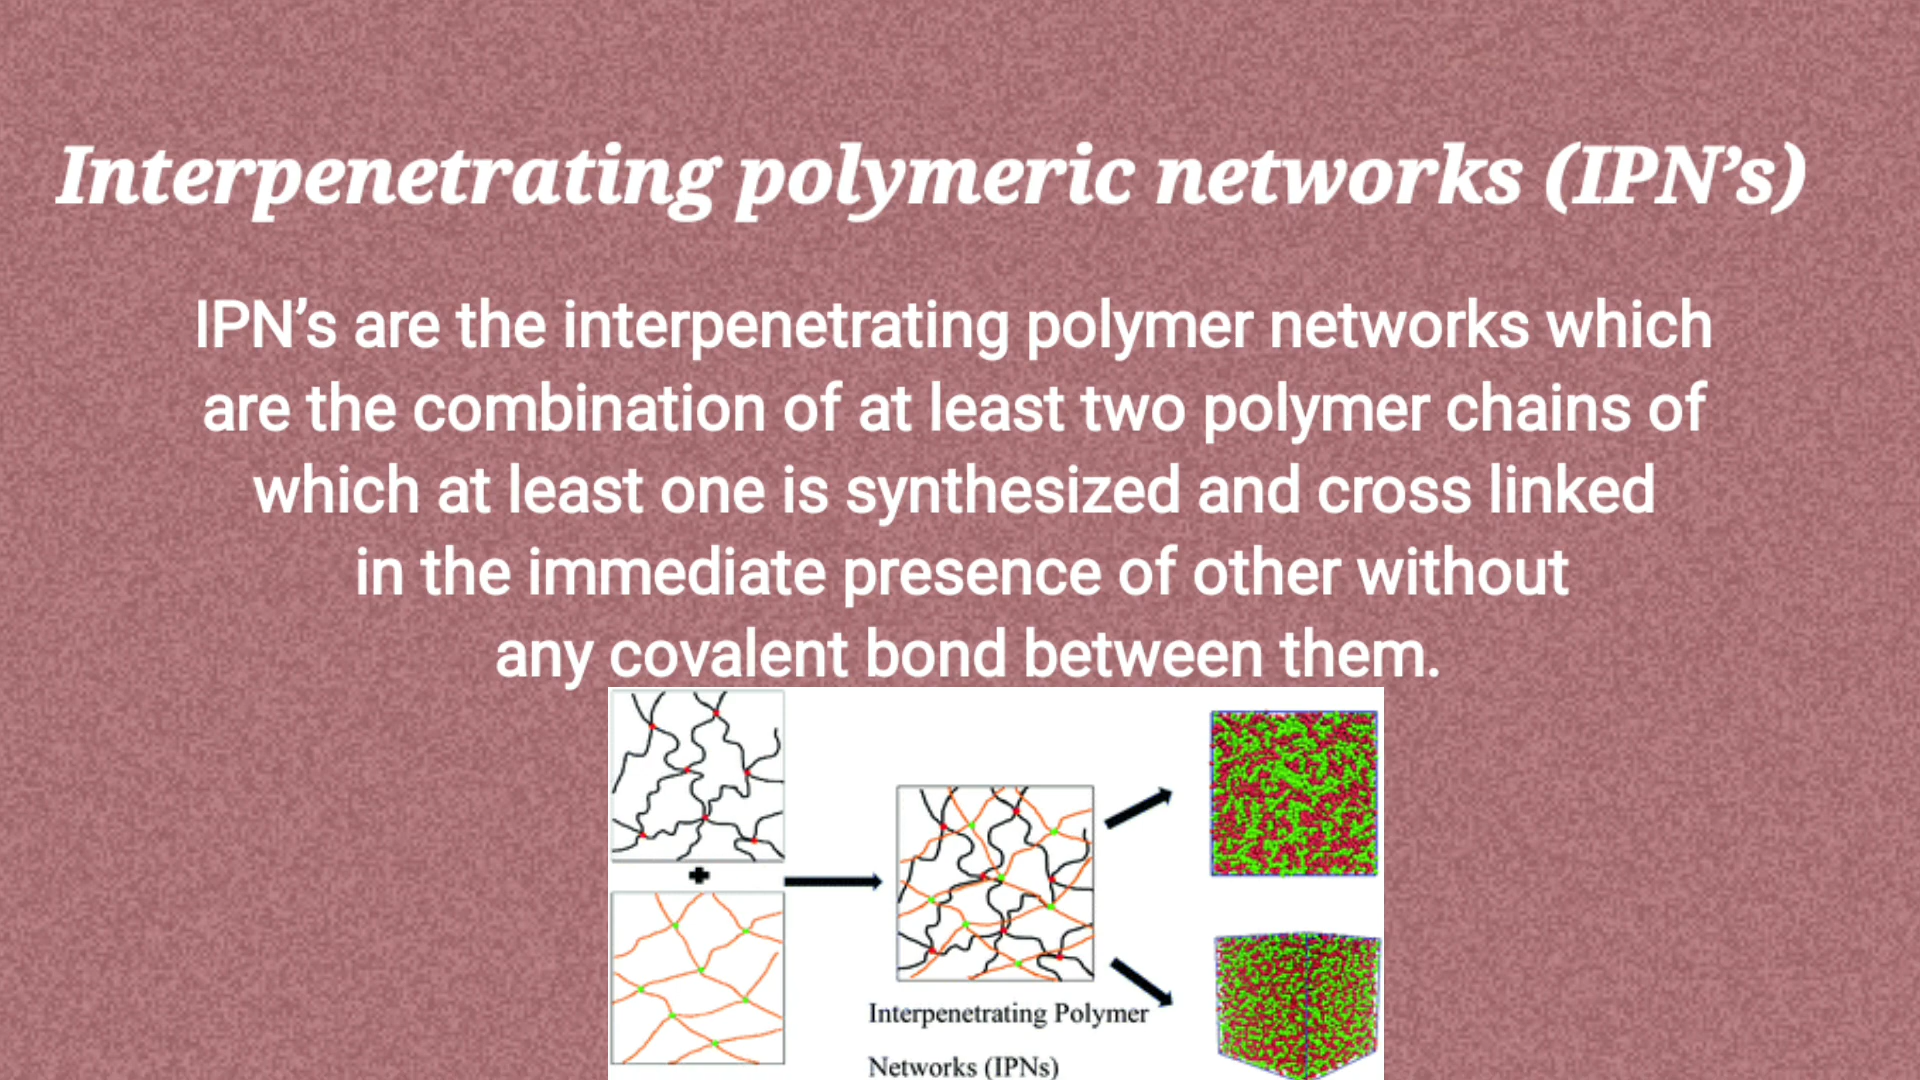 Interpenetrating polymeric networks (IPN’s)
IPN’s are the interpenetrating polymer networks which
are the combination of at least two polymer chains of
which at least one is synthesized and cross linked
in the immediate presence of other without
any covalent bond between them.
Interpenetrating Polymer
Networks (IPNs)